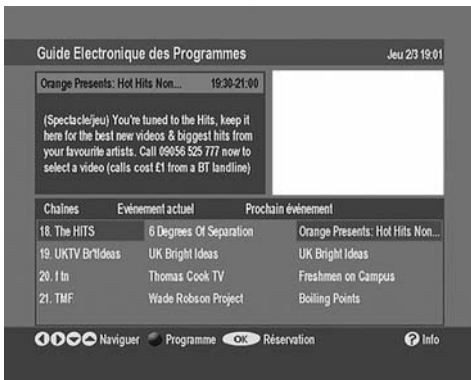 Guide Electronique des Programmes Jeu 2/3 19:01
Orange Presents: Hot Hits Non... 19:30-21:00
(Spectacle/jeu) You're tuned to the Hits, keep it
here for the best new videos & biggest hits from
your favourite artists. Call 09056 525 777 now to
select a video (calls cost £1 from a BT landline)
Chaînes Evénement actuel Prochain événement
18. The HITS 6 Degrees Of Separation Orange Presents: Hot Hits Non...
19. UKTV Br'tIdeas UK Bright Ideas UK Bright Ideas
20. f tn Thomas Cook TV Freshmen on Campus
21. TMF Wade Robson Project Boiling Points
Naviguer Programme OK Réservation ? Info